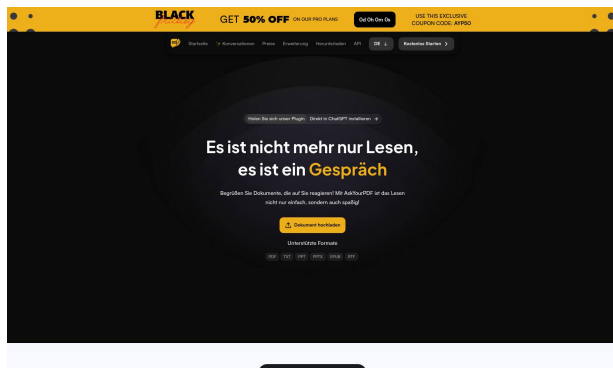 BLACK
friday
GET 50% OFF ON OUR PRO PLANS
0d 0h 0m 0s
USE THIS EXCLUSIVE
COUPON CODE: AYP50
Startseite Konversationen Preise Erweiterung Herunterladen API DE Kostenlos Starten
Holen Sie sich unser Plugin Direkt in ChatGPT installieren →
Es ist nicht mehr nur Lesen,
es ist ein Gespräch
Begrüßen Sie Dokumente, die auf Sie reagieren! Mit AskYourPDF ist das Lesen
nicht nur einfach, sondern auch spaßig!
Dokument hochladen
Unterstützte Formate
PDF TXT PPT PPTX EPUB RTF